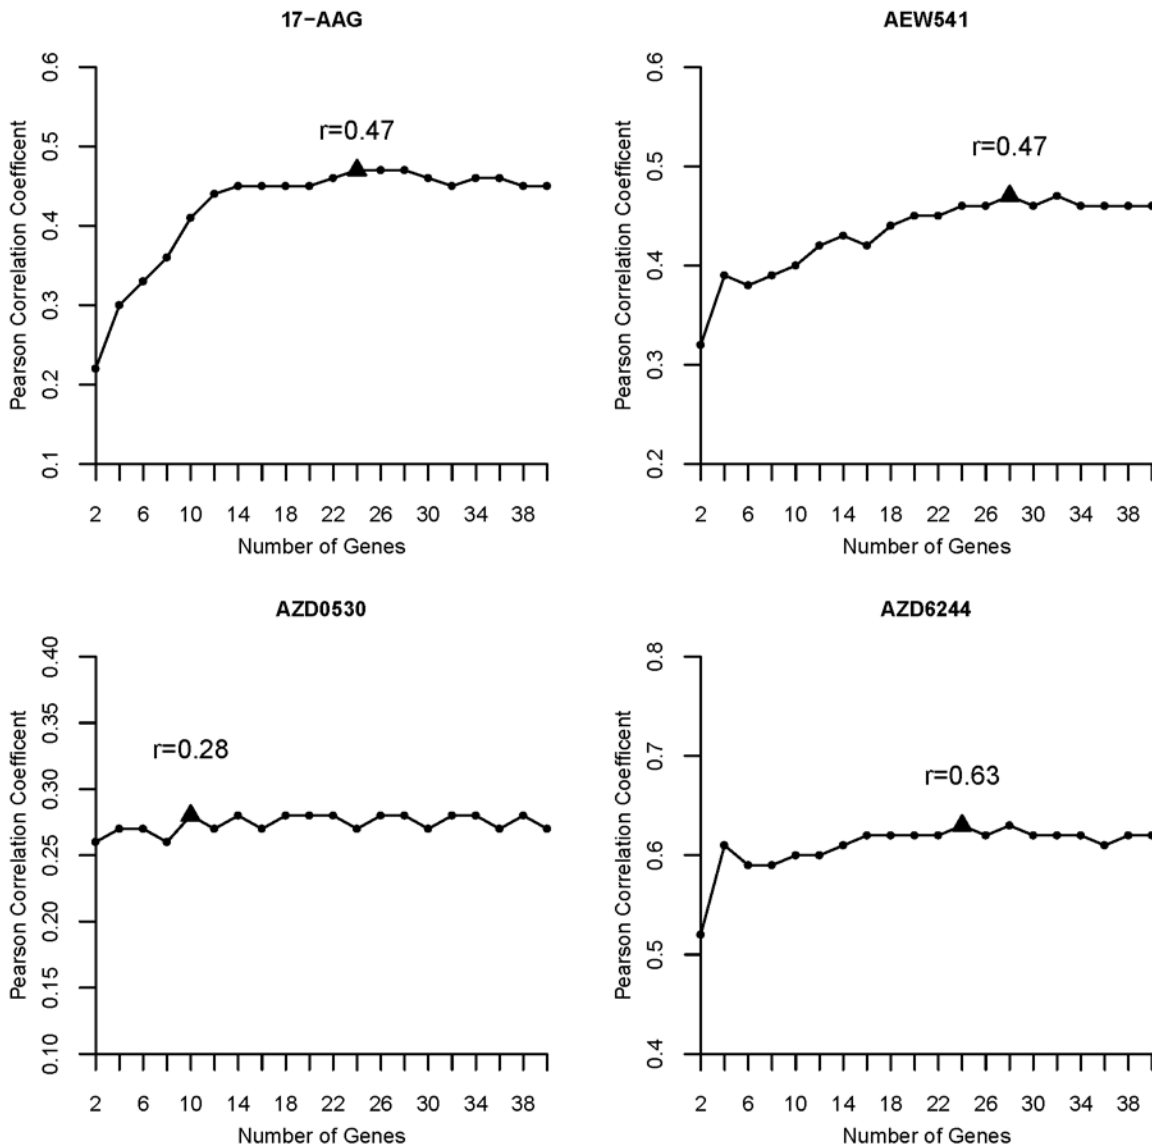 17−AAG
Pearson Correlation Coefficent
0.6
0.5
0.4
0.3
0.2
0.1
r=0.47
2 6 10 14 18 22 26 30 34 38
Number of Genes
AEW541
Pearson Correlation Coefficent
0.6
0.5
0.4
0.3
0.2
r=0.47
2 6 10 14 18 22 26 30 34 38
Number of Genes
AZD0530
Pearson Correlation Coefficent
0.40
0.35
0.30
0.25
0.20
0.15
0.10
r=0.28
2 6 10 14 18 22 26 30 34 38
Number of Genes
AZD6244
Pearson Correlation Coefficent
0.8
0.7
0.6
0.5
0.4
r=0.63
2 6 10 14 18 22 26 30 34 38
Number of Genes